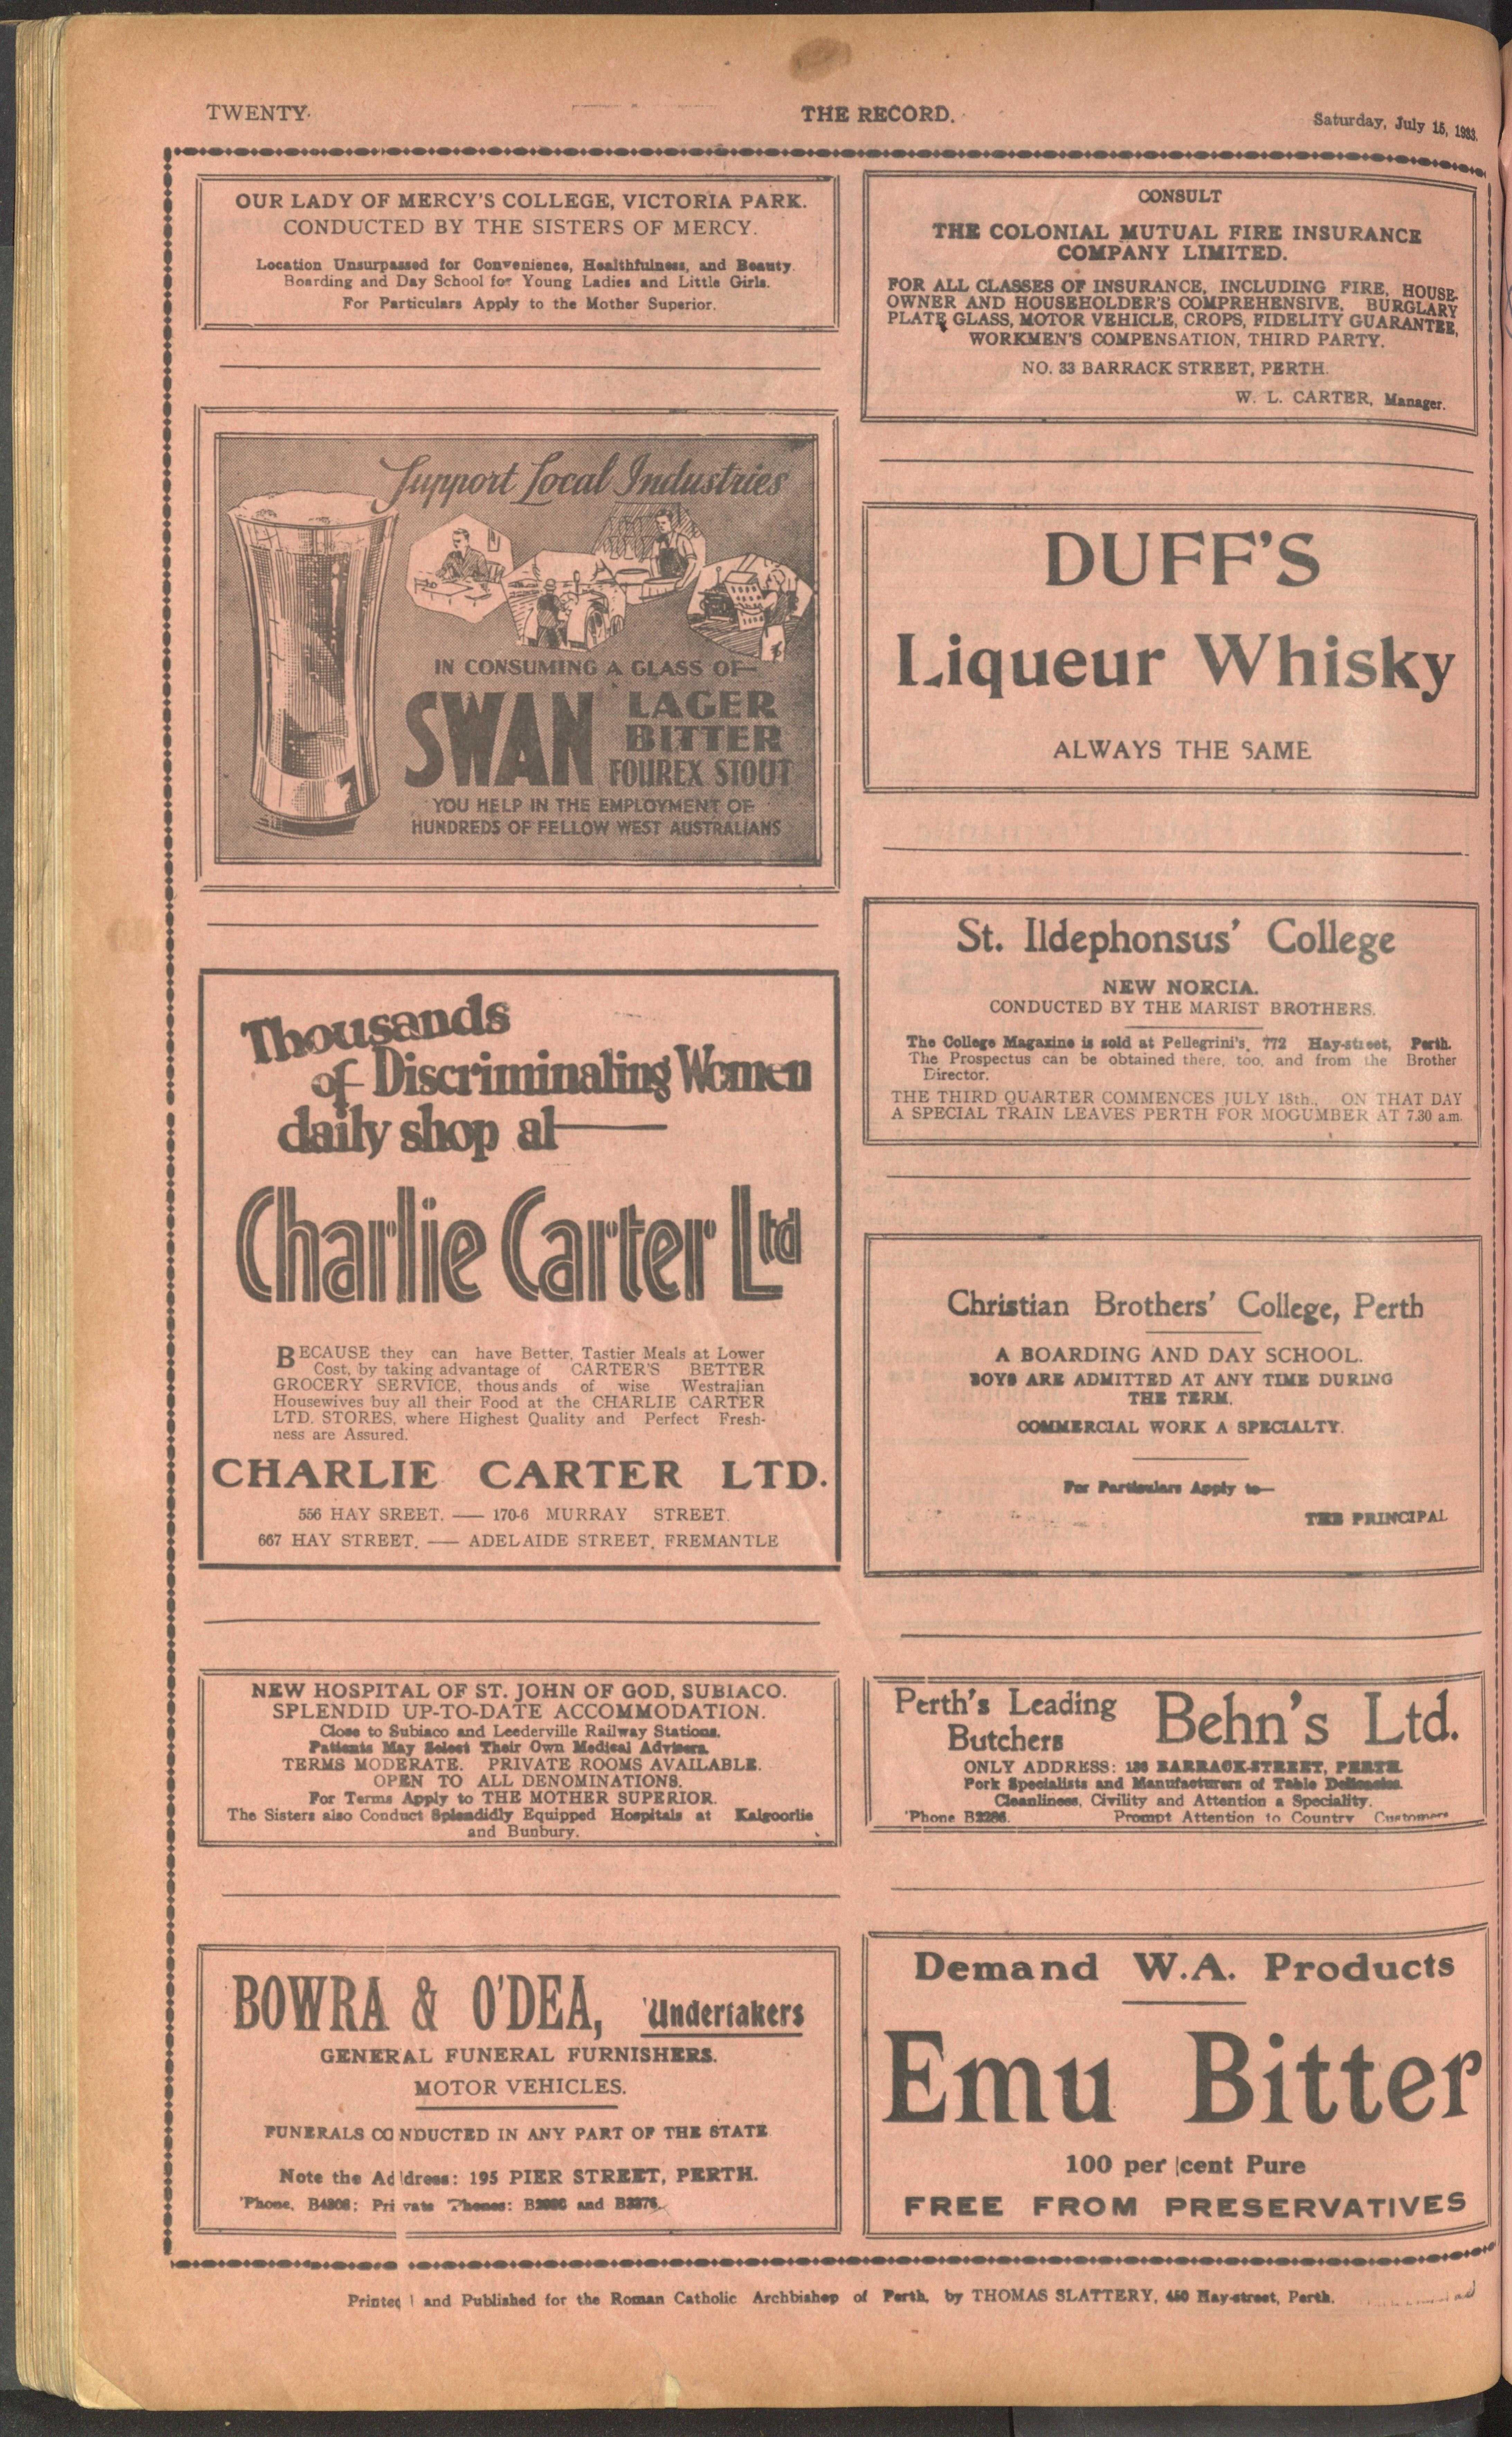 TWENTY.
THE RECORD.
Saturday, July 15, 1933.
OUR LADY OF MERCY'S COLLEGE, VICTORIA PARK.
CONDUCTED BY THE SISTERS OF MERCY.
Location Unsurpassed for Convenience, Healthfulness, and Beauty.
Boarding and Day School for Young Ladies and Little Girls.
For Particulars Apply to the Mother Superior.
Support Local Industries
IN CONSUMING A GLASS OF—
SWAN LAGER
BITTER
FOUREX STOUT
YOU HELP IN THE EMPLOYMENT OF
HUNDREDS OF FELLOW WEST AUSTRALIANS
Thousands
of Discriminating Women
daily shop at—
Charlie Carter Ltd
BECAUSE they can have Better, Tastier Meals at Lower
Cost, by taking advantage of CARTER'S BETTER
GROCERY SERVICE, thousands of wise Westralian
Housewives buy all their Food at the CHARLIE CARTER
LTD. STORES, where Highest Quality and Perfect Fresh-
ness are Assured.
CHARLIE CARTER LTD.
556 HAY SREET, — 170-6 MURRAY STREET.
667 HAY STREET, — ADELAIDE STREET, FREMANTLE
NEW HOSPITAL OF ST. JOHN OF GOD, SUBIACO.
SPLENDID UP-TO-DATE ACCOMMODATION.
Close to Subiaco and Leederville Railway Stations.
Patients May Select Their Own Medical Advisers.
TERMS MODERATE. PRIVATE ROOMS AVAILABLE.
OPEN TO ALL DENOMINATIONS.
For Terms Apply to THE MOTHER SUPERIOR.
The Sisters also Conduct Splendidly Equipped Hospitals at Kalgoorlie
and Bunbury.
BOWRA & O'DEA, Undertakers
GENERAL FUNERAL FURNISHERS.
MOTOR VEHICLES.
FUNERALS CONDUCTED IN ANY PART OF THE STATE
Note the Address: 195 PIER STREET, PERTH.
'Phone, B4308; Private 'Phones: and B3376.
CONSULT
THE COLONIAL MUTUAL FIRE INSURANCE
COMPANY LIMITED.
FOR ALL CLASSES OF INSURANCE, INCLUDING FIRE, HOUSE-
OWNER AND HOUSEHOLDER'S COMPREHENSIVE, BURGLARY
PLATE GLASS, MOTOR VEHICLE, CROPS, FIDELITY GUARANTEE,
WORKMEN'S COMPENSATION, THIRD PARTY.
NO. 33 BARRACK STREET, PERTH.
W. L. CARTER, Manager.
DUFF'S
Liqueur Whisky
ALWAYS THE SAME
St. Ildephonsus' College
NEW NORCIA.
CONDUCTED BY THE MARIST BROTHERS.
The College Magazine is sold at Pellegrini's, 772 Hay-street, Perth.
The Prospectus can be obtained there, too, and from the Brother
Director.
THE THIRD QUARTER COMMENCES JULY 18th., ON THAT DAY
A SPECIAL TRAIN LEAVES PERTH FOR MOGUMBER AT 7.30 a.m.
Christian Brothers' College, Perth
A BOARDING AND DAY SCHOOL.
BOYS ARE ADMITTED AT ANY TIME DURING
THE TERM.
COMMERCIAL WORK A SPECIALTY.
For Particulars Apply to—
THE PRINCIPAL
Perth's Leading
Butchers
Behn's Ltd.
ONLY ADDRESS: 136 BARRACK-STREET, PERTH.
Pork Specialists and Manufacturers of Table Delicacies.
Cleanliness, Civility and Attention a Speciality.
'Phone B2286. Prompt Attention to Country Customers
Demand W.A. Products
Emu Bitter
100 per cent Pure
FREE FROM PRESERVATIVES
Printed and Published for the Roman Catholic Archbishop of Perth, by THOMAS SLATTERY, 450 Hay-street, Perth.